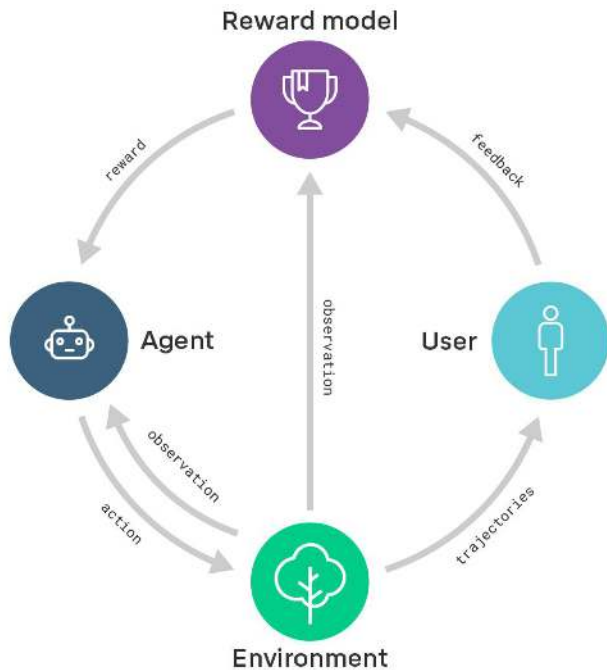 Reward model
reward
feedback
observation
Agent
User
observation
action
trajectories
Environment